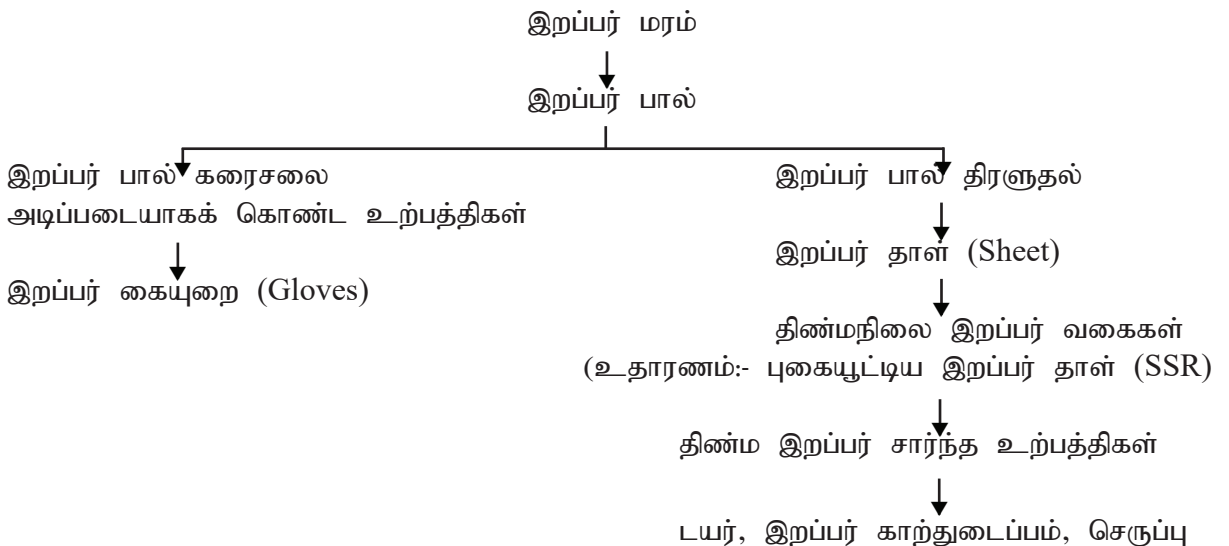 இறப்பர் மரம்
இறப்பர் பால்
இறப்பர் பால் கரைசலை
அடிப்படையாகக் கொண்ட உற்பத்திகள்
இறப்பர் கையுறை (Gloves)
இறப்பர் பால் திரளுதல்
இறப்பர் தாள் (Sheet)
திண்மநிலை இறப்பர் வகைகள்
(உதாரணம்:- புகையூட்டிய இறப்பர் தாள் (SSR)
திண்ம இறப்பர் சார்ந்த உற்பத்திகள்
டயர், இறப்பர் காற்துடைப்பம், செருப்பு